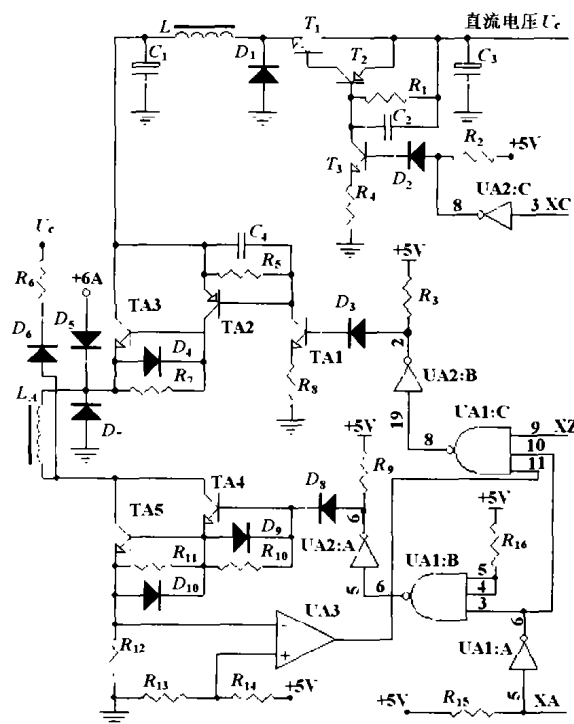 L
T1
直流电压 Uc
C1
D1
T2
C3
R1
C2
R2
+5V
T3
D2
R4
UA2:C
8
3 XC
Uc
C4
+5V
R6
+6A
R5
R3
D6
D5
TA3
TA2
D3
2
D4
TA1
R7
R8
UA2:B
LA
D-
19
UA1:C
8
9 XZ
10
11
+5V
R9
TA4
D8
+5V
TA5
6
R16
D9
UA2:A
UA1:B
R11
R10
5
6
5
4
3
D10
UA3
6
R12
-
+
UA1:A
R13
R14
+5V
+5V
R15
5
XA